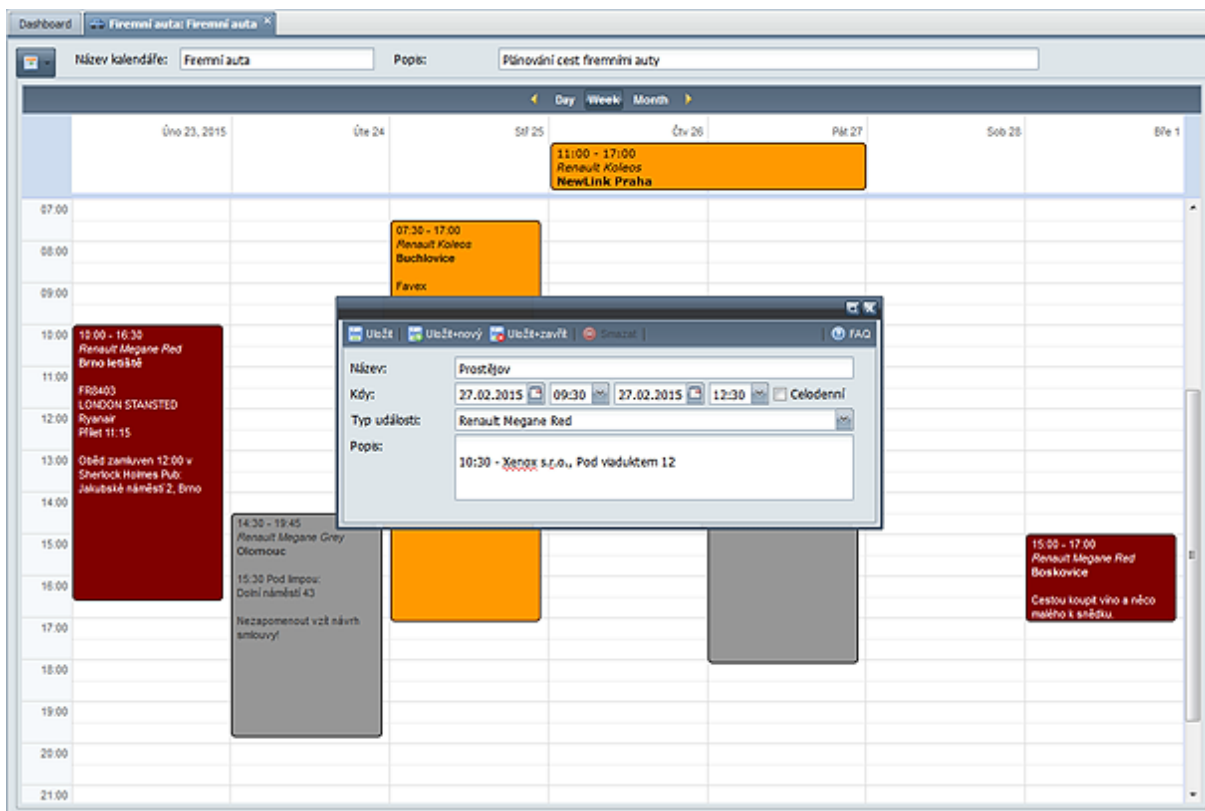 Dashboard Firemní auta: Firemní auta
Název kalendáře: Firemní auta Popis: Plánování cest firemními auty
Day Week Month
Úno 23, 2015 Úte 24 Stř 25 Čtv 26 Pát 27 Sob 28 Bře 1
11:00 - 17:00
Renault Koleos
NewLink Praha
07:00
08:00
09:00
10:00
11:00
12:00
13:00
14:00
15:00
16:00
17:00
18:00
19:00
20:00
21:00
10:00 - 16:30
Renault Megane Red
Brno letiště
FR8403
LONDON STANSTED
Ryanair
Přílet 11:15
Oběd zamluven 12:00 v
Sherlock Holmes Pub:
Jakubské náměstí 2, Brno
14:30 - 19:45
Renault Megane Grey
Olomouc
15:30 Pod limpou:
Dolní náměstí 43
Nezapomenout vzít návrh
smlouvy!
07:30 - 17:00
Renault Koleos
Buchlovice
Favex
Uložit Uložit+nový Uložit+zavřít Smazat FAQ
Název: Prostějov
Kdy: 27.02.2015 09:30 27.02.2015 12:30 Celodenní
Typ události: Renault Megane Red
Popis:
10:30 - Xenox s.r.o., Pod viaduktem 12
15:00 - 17:00
Renault Megane Red
Boskovice
Cestou koupit víno a něco
malého k snědku.